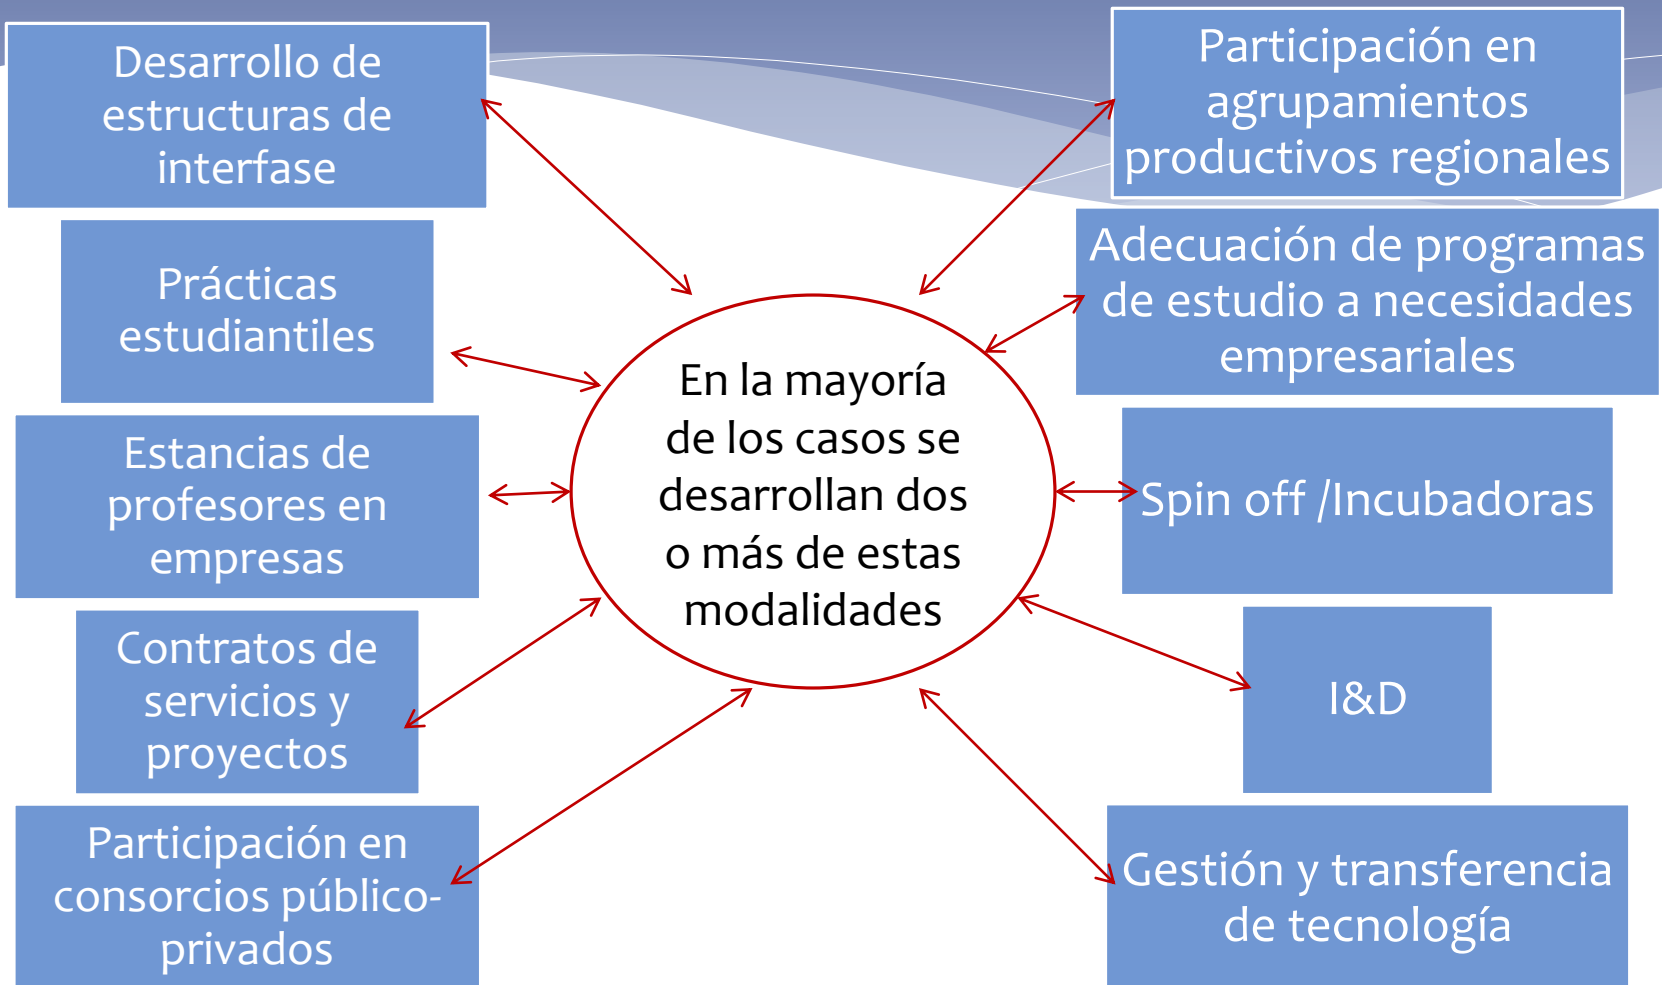 Desarrollo de
estructuras de
interfase
Prácticas
estudiantiles
Estancias de
profesores en
empresas
Contratos de
servicios y
proyectos
Participación en
consorcios público-
privados
En la mayoría
de los casos se
desarrollan dos
o más de estas
modalidades
Participación en
agrupamientos
productivos regionales
Adecuación de programas
de estudio a necesidades
empresariales
Spin off /Incubadoras
I&D
Gestión y transferencia
de tecnología